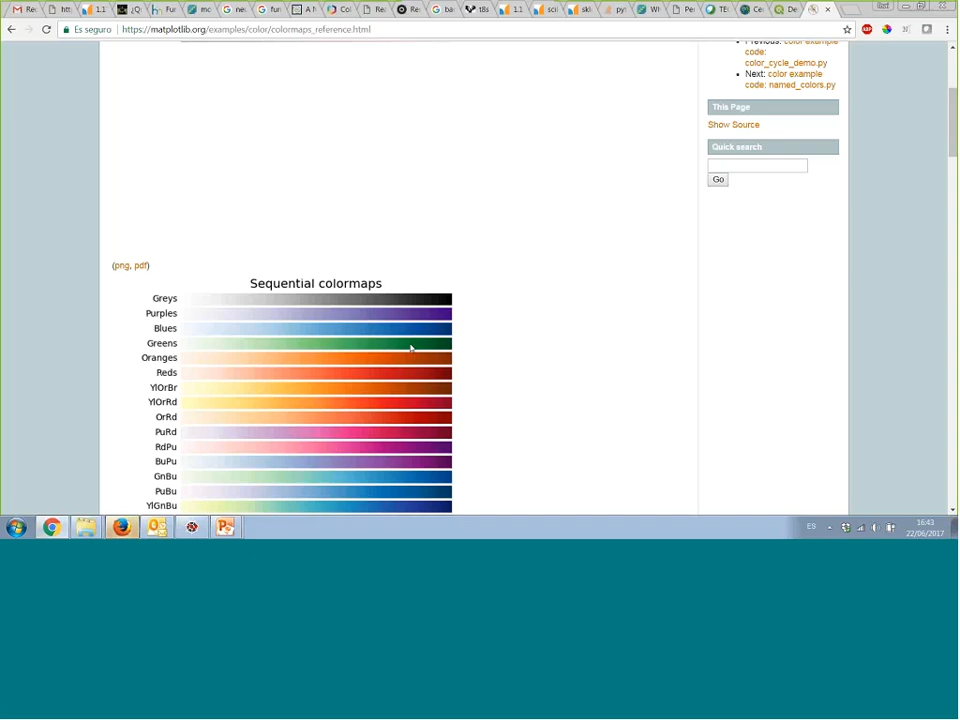 Es seguro | https://matplotlib.org/examples/color/colormaps_reference.html
Previous: color example
code:
color_cycle_demo.py
Next: color example
code: named_colors.py
This Page
Show Source
Quick search
Go
(png, pdf)
Sequential colormaps
Greys
Purples
Blues
Greens
Oranges
Reds
YlOrBr
YlOrRd
OrRd
PuRd
RdPu
BuPu
GnBu
PuBu
YlGnBu
ES
16:43
22/06/2017